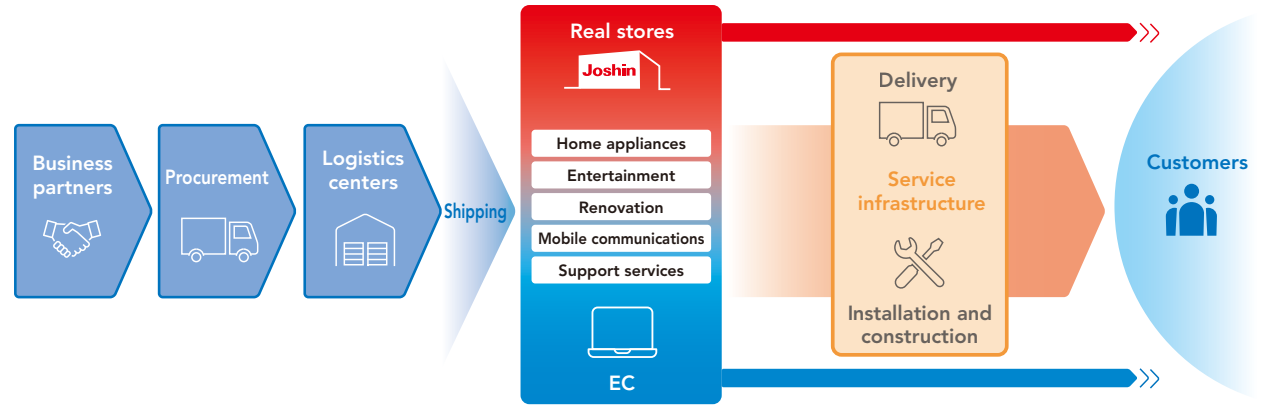 Business
partners
Procurement
Logistics
centers
Shipping
Real stores
Joshin
Home appliances
Entertainment
Renovation
Mobile communications
Support services
EC
Delivery
Service
infrastructure
Installation and
construction
Customers